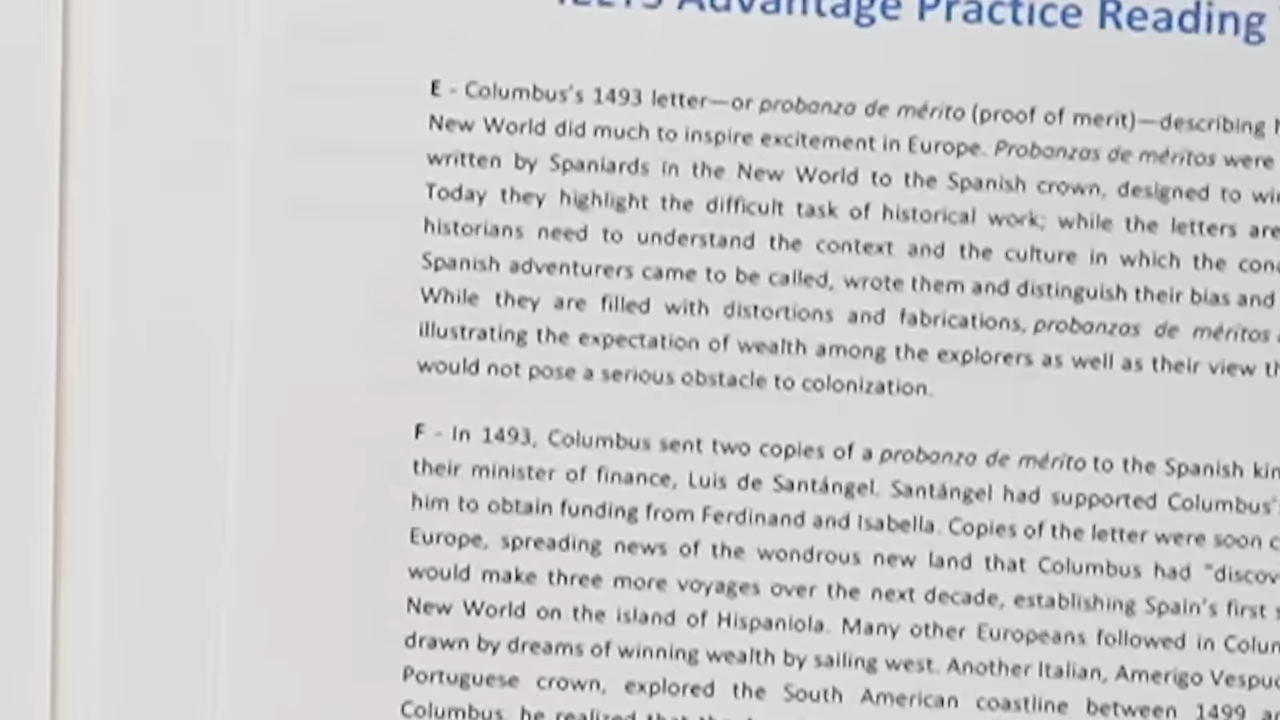 Advantage Practice Reading
E - Columbus's 1493 letter—or probanza de mérito (proof of merit)—describing
New World did much to inspire excitement in Europe. Probanzas de méritos were
written by Spaniards in the New World to the Spanish crown, designed to
Today they highlight the difficult task of historical work; while the letters are
historians need to understand the context and the culture in which the
Spanish adventurers came to be called, wrote them and distinguish their bias and
While they are filled with distortions and fabrications, probanzas de méritos
illustrating the expectation of wealth among the explorers as well as their view
would not pose a serious obstacle to colonization.
F - In 1493, Columbus sent two copies of a probanza de mérito to the Spanish
their minister of finance, Luis de Santángel. Santángel had supported Columbus'
him to obtain funding from Ferdinand and Isabella. Copies of the letter were soon
Europe, spreading news of the wondrous new land that Columbus had "discov
would make three more voyages over the next decade, establishing Spain's first
New World on the island of Hispaniola. Many other Europeans followed in Colum
drawn by dreams of winning wealth by sailing west. Another Italian, Amerigo Vespuc
Portuguese crown, explored the South American coastline between 1499
Columbus, he realized that